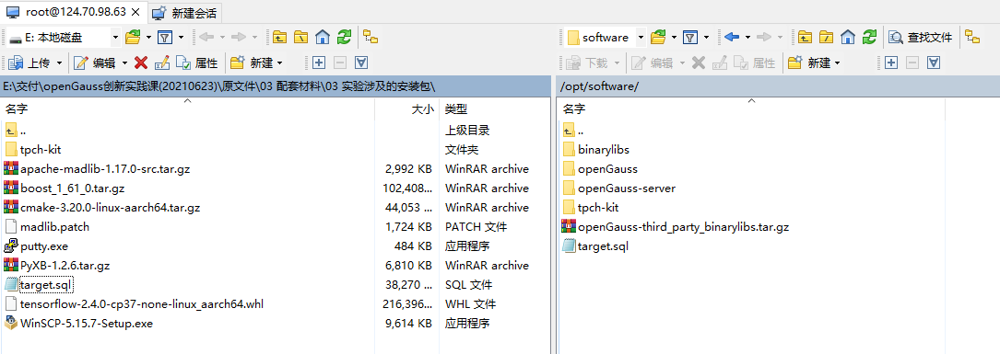 root@124.70.98.63 × 新建会话
E: 本地磁盘 software 查找文件
上传 编辑 属性 新建 下载 编辑 属性 新建
E:\交付\openGauss创新实践课(20210623)\原文件\03 配套材料\03 实验涉及的安装包\ /opt/software/
名字 大小 类型 名字
.. 上级目录 ..
tpch-kit 文件夹 binarylibs
apache-madlib-1.17.0-src.tar.gz 2,992 KB WinRAR archive openGauss
boost_1_61_0.tar.gz 102,408... WinRAR archive openGauss-server
cmake-3.20.0-linux-aarch64.tar.gz 44,053 ... WinRAR archive tpch-kit
madlib.patch 1,724 KB PATCH 文件 openGauss-third_party_binarylibs.tar.gz
putty.exe 484 KB 应用程序 target.sql
PyXB-1.2.6.tar.gz 6,810 KB WinRAR archive
target.sql 38,270 ... SQL 文件
tensorflow-2.4.0-cp37-none-linux_aarch64.whl 216,396... WHL 文件
WinSCP-5.15.7-Setup.exe 9,614 KB 应用程序